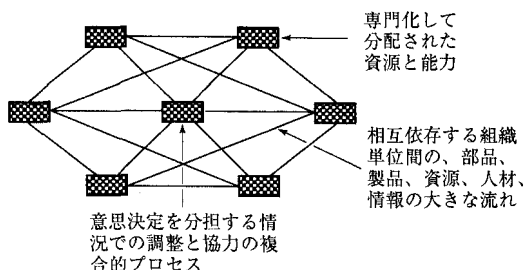 専門化して
分配された
資源と能力
相互依存する組織
単位間の、部品、
製品、資源、人材、
情報の大きな流れ
意思決定を分担する情
況での調整と協力の複
合的プロセス